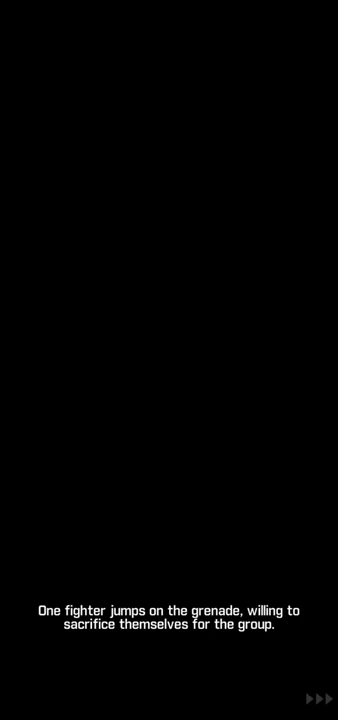 One fighter jumps on the grenade, willing to
sacrifice themselves for the group.